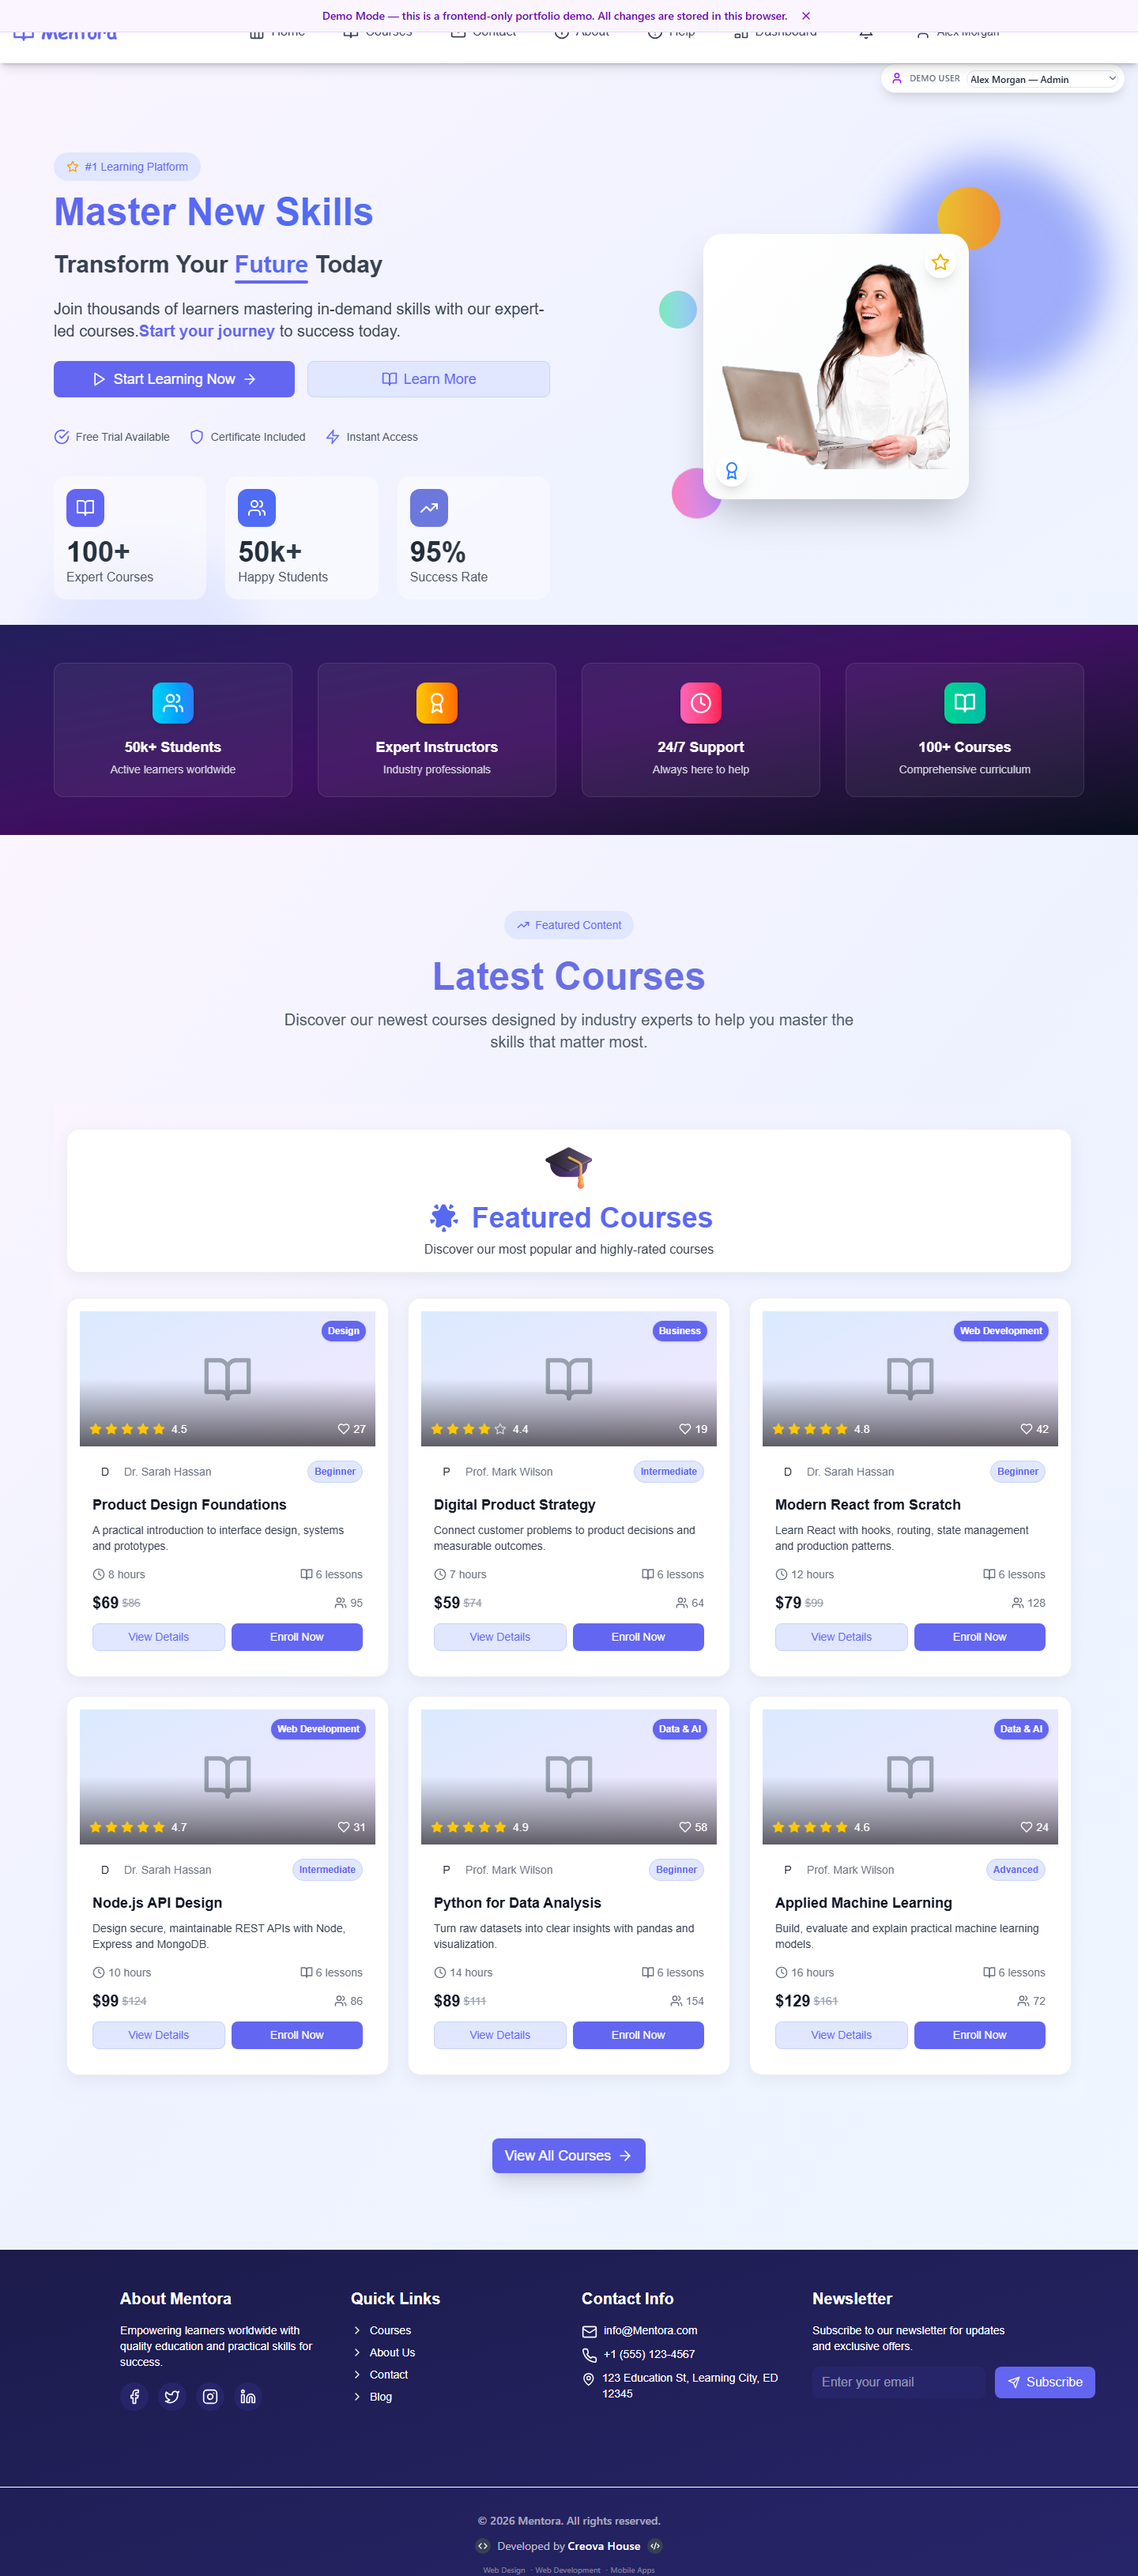 Demo Mode — this is a frontend-only portfolio demo. All changes are stored in this browser.
Mentora Home Courses Contact About Help Dashboard Alex Morgan
DEMO USER Alex Morgan — Admin
#1 Learning Platform
Master New Skills
Transform Your Future Today
Join thousands of learners mastering in-demand skills with our expert-
led courses.Start your journey to success today.
Start Learning Now Learn More
Free Trial Available Certificate Included Instant Access
100+ 50k+ 95%
Expert Courses Happy Students Success Rate
50k+ Students Expert Instructors 24/7 Support 100+ Courses
Active learners worldwide Industry professionals Always here to help Comprehensive curriculum
Featured Content
Latest Courses
Discover our newest courses designed by industry experts to help you master the
skills that matter most.
Featured Courses
Discover our most popular and highly-rated courses
Design
4.5 27
D Dr. Sarah Hassan Beginner
Product Design Foundations
A practical introduction to interface design, systems
and prototypes.
8 hours 6 lessons
$69 $86 95
View Details Enroll Now
Business
4.4 19
P Prof. Mark Wilson Intermediate
Digital Product Strategy
Connect customer problems to product decisions and
measurable outcomes.
7 hours 6 lessons
$59 $74 64
View Details Enroll Now
Web Development
4.8 42
D Dr. Sarah Hassan Beginner
Modern React from Scratch
Learn React with hooks, routing, state management
and production patterns.
12 hours 6 lessons
$79 $99 128
View Details Enroll Now
Web Development
4.7 31
D Dr. Sarah Hassan Intermediate
Node.js API Design
Design secure, maintainable REST APIs with Node,
Express and MongoDB.
10 hours 6 lessons
$99 $124 86
View Details Enroll Now
Data & AI
4.9 58
P Prof. Mark Wilson Beginner
Python for Data Analysis
Turn raw datasets into clear insights with pandas and
visualization.
14 hours 6 lessons
$89 $111 154
View Details Enroll Now
Data & AI
4.6 24
P Prof. Mark Wilson Advanced
Applied Machine Learning
Build, evaluate and explain practical machine learning
models.
16 hours 6 lessons
$129 $161 72
View Details Enroll Now
View All Courses
About Mentora
Empowering learners worldwide with
quality education and practical skills for
success.
Quick Links
Courses
About Us
Contact
Blog
Contact Info
info@Mentora.com
+1 (555) 123-4567
123 Education St, Learning City, ED
12345
Newsletter
Subscribe to our newsletter for updates
and exclusive offers.
Enter your email Subscribe
© 2026 Mentora. All rights reserved.
Developed by Creova House
Web Design · Web Development · Mobile Apps